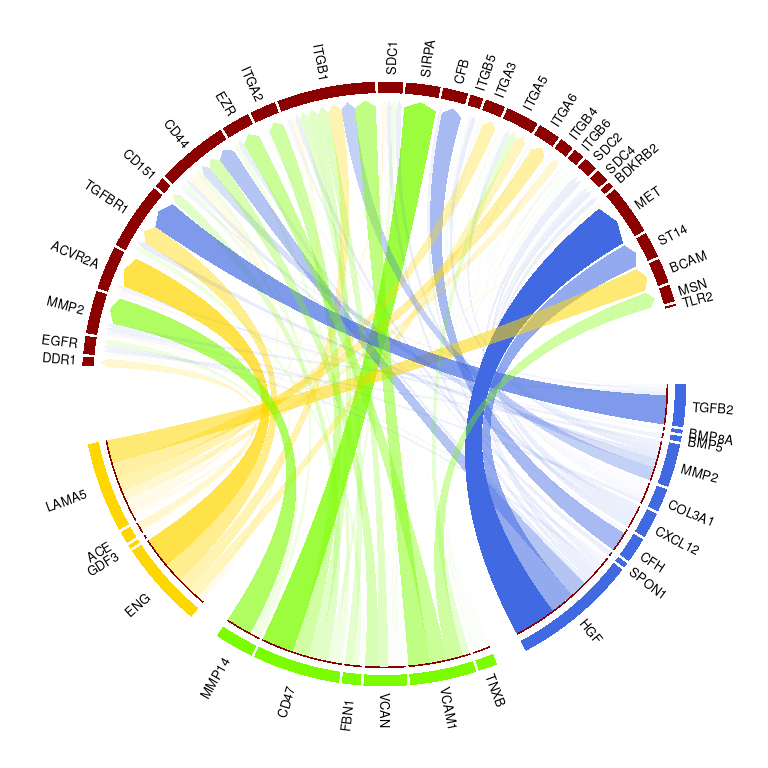 DDR1
EGFR
MMP2
ACVR2A
TGFBR1
CD151
CD44
EZR
ITGA2
ITGB1
SDC1
SIRPA
CFB
ITGB5
ITGA3
ITGA5
ITGA6
ITGB4
ITGB6
SDC2
SDC4
BDKRB2
MET
ST14
BCAM
MSN
TLR2
TGFB2
BMP8A
BMP5
MMP2
COL3A1
CXCL12
CFH
SPON1
HGF
TNXB
VCAM1
VCAN
FBN1
CD47
MMP14
ENG
GDF3
ACE
LAMA5